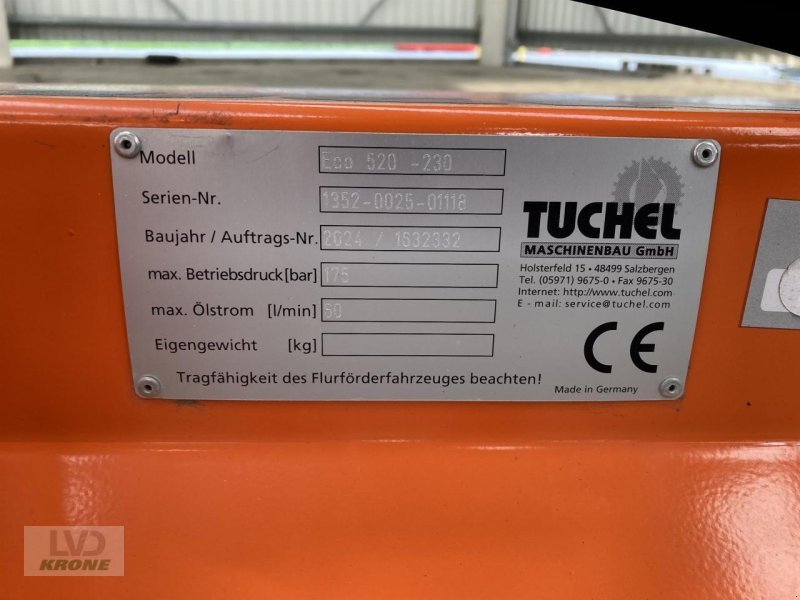 Modell Eco 520 -230
Serien-Nr. 1352-0025-01118
Baujahr / Auftrags-Nr. 2024 / 1632332
max. Betriebsdruck [bar] 175
max. Ölstrom [l/min] 60
Eigengewicht [kg]
Tragfähigkeit des Flurförderfahrzeuges beachten!
TUCHEL
MASCHINENBAU GmbH
Holsterfeld 15 • 48499 Salzbergen
Tel. (05971) 9675-0 • Fax 9675-30
Internet: http://www.tuchel.com
E - mail: service@tuchel.com
CE
Made in Germany
LVD
KRONE